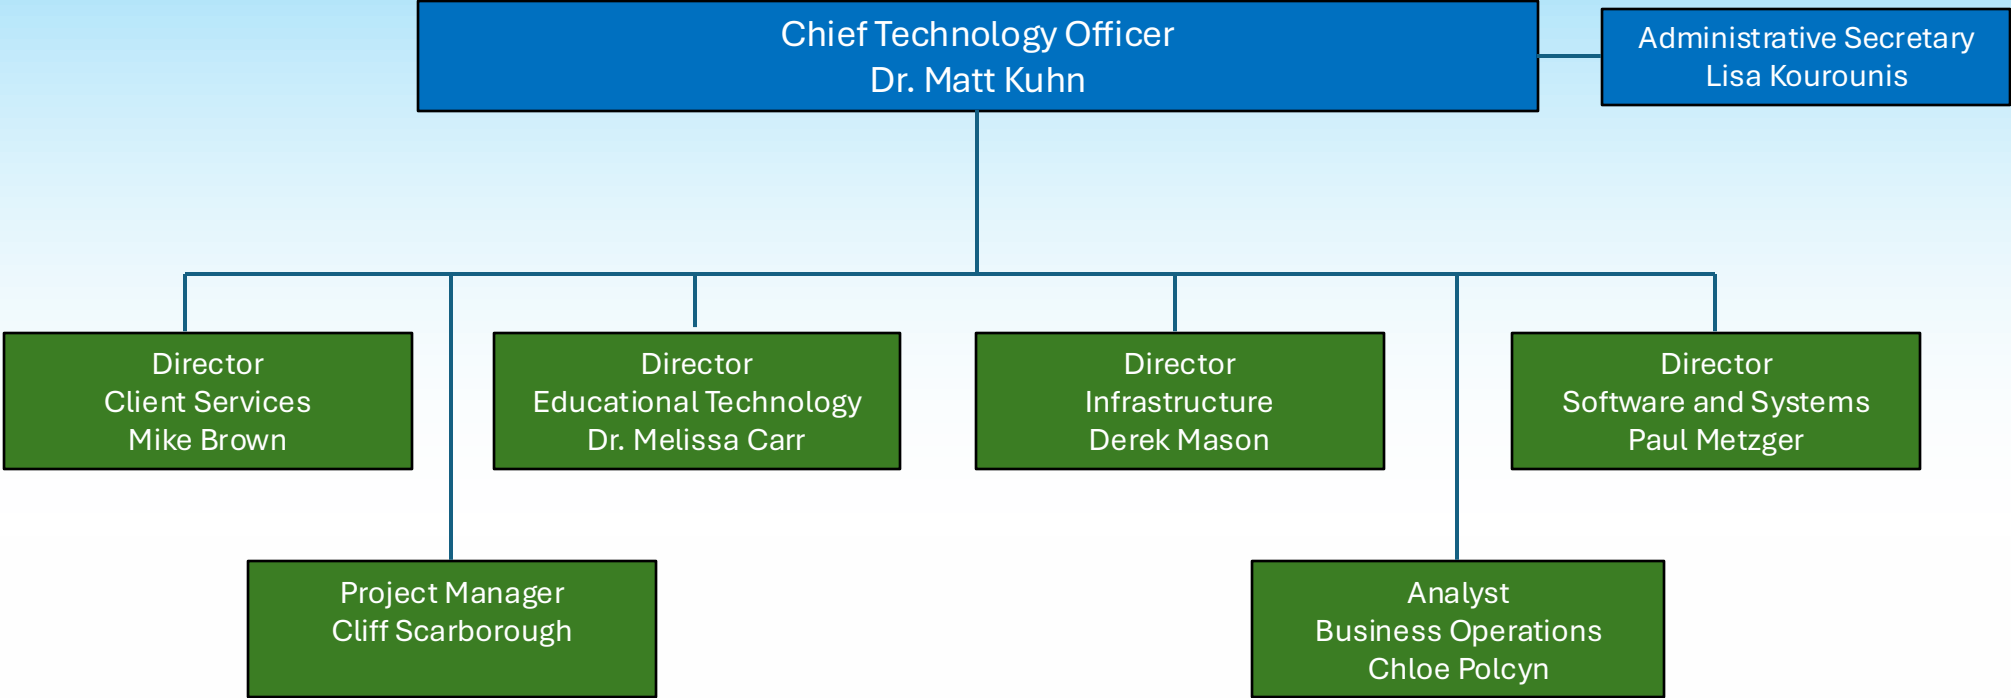 Chief Technology Officer
Dr. Matt Kuhn
Administrative Secretary
Lisa Kourounis
Director
Client Services
Mike Brown
Director
Educational Technology
Dr. Melissa Carr
Director
Infrastructure
Derek Mason
Director
Software and Systems
Paul Metzger
Project Manager
Cliff Scarborough
Analyst
Business Operations
Chloe Polcyn